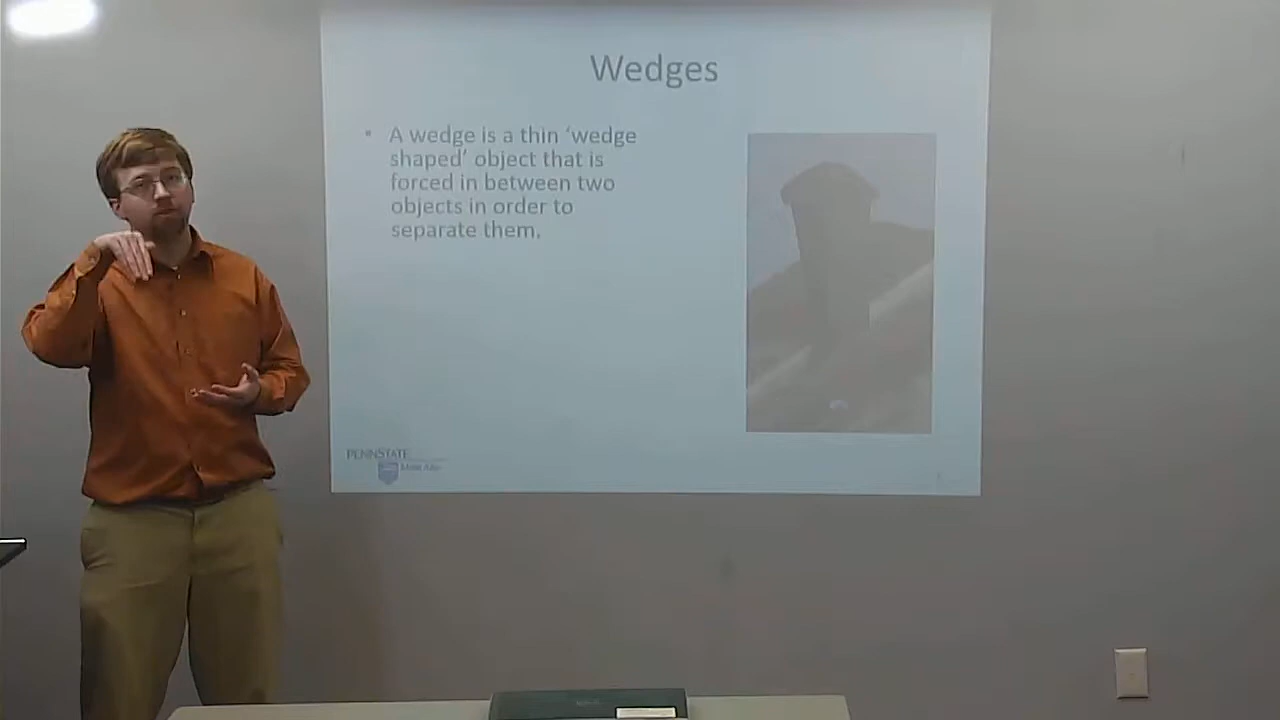 Wedges
• A wedge is a thin ‘wedge
shaped’ object that is
forced in between two
objects in order to
separate them.
PENNSTATE